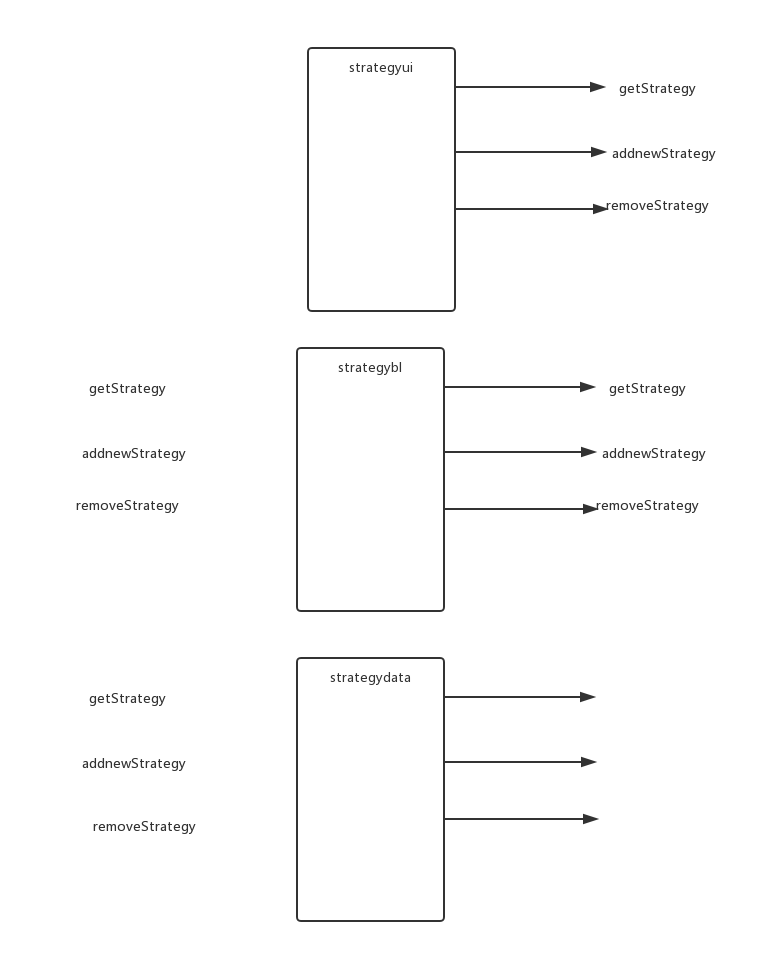 strategyui
getStrategy
addnewStrategy
removeStrategy
strategybl
getStrategy
getStrategy
addnewStrategy
addnewStrategy
removeStrategy
removeStrategy
strategydata
getStrategy
addnewStrategy
removeStrategy